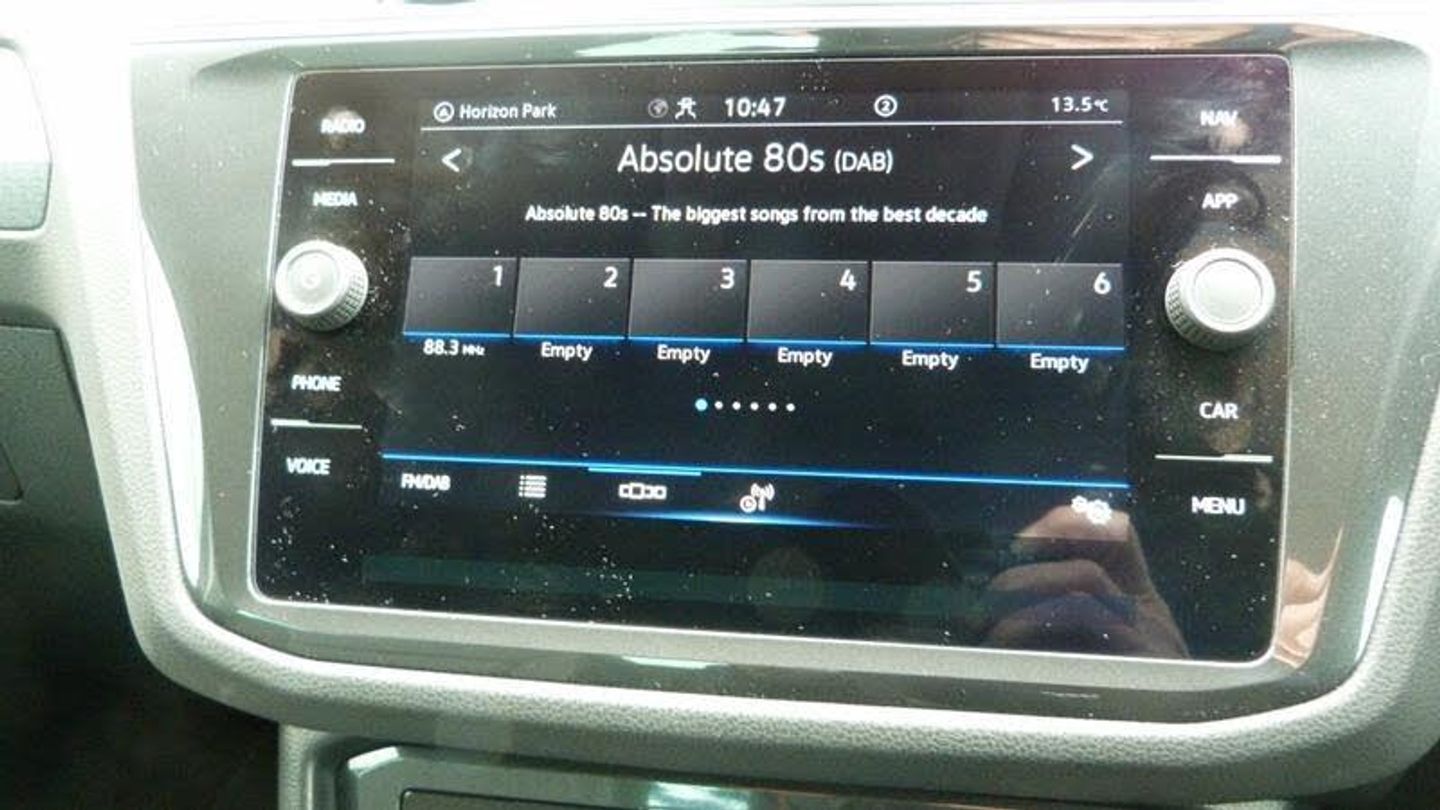 Horizon Park 10:47 2 13.5°C
RADIO
NAV
Absolute 80s (DAB)
MEDIA
APP
Absolute 80s -- The biggest songs from the best decade
1 2 3 4 5 6
88.3 MHz Empty Empty Empty Empty Empty
PHONE
CAR
VOICE
FM/DAB
MENU